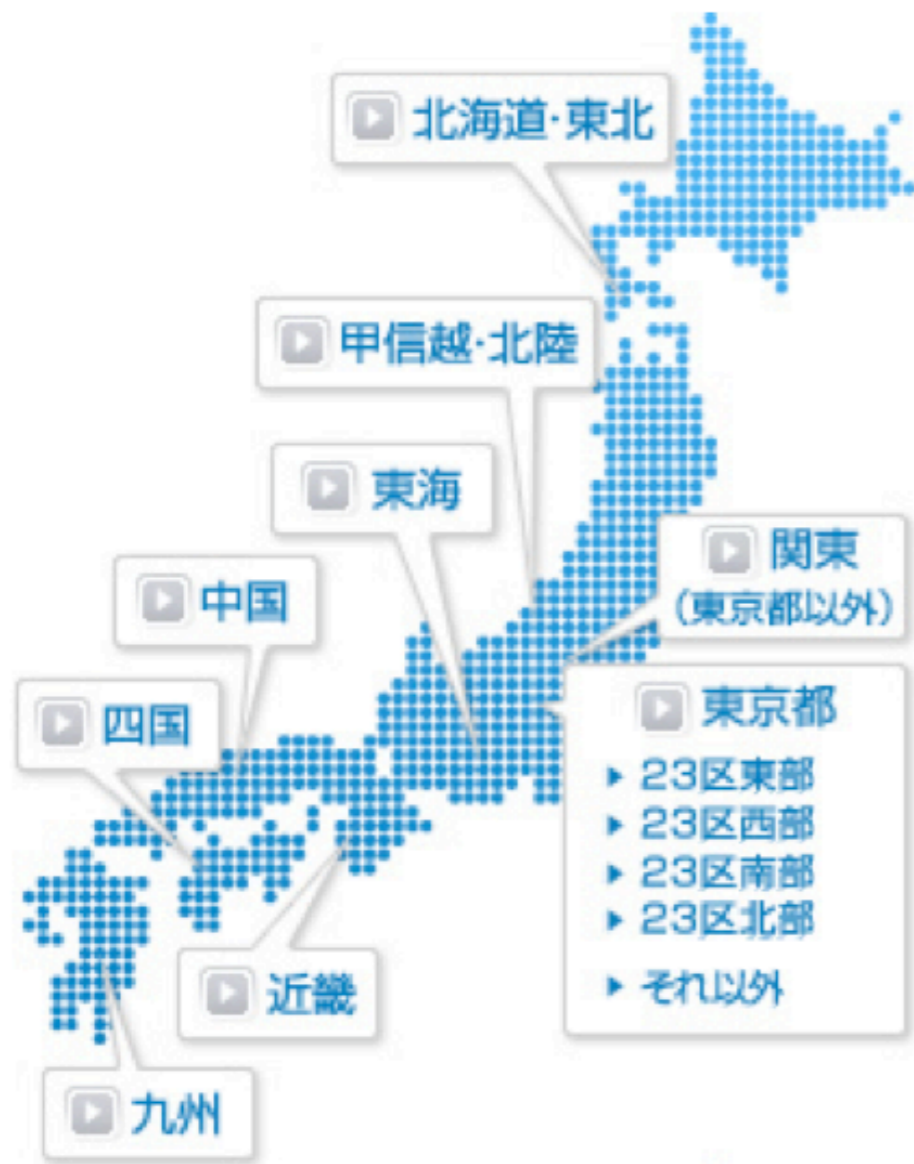 北海道・東北
甲信越・北陸
東海
関東
(東京都以外)
中国
四国
東京都
23区東部
23区西部
23区南部
23区北部
それ以外
近畿
九州